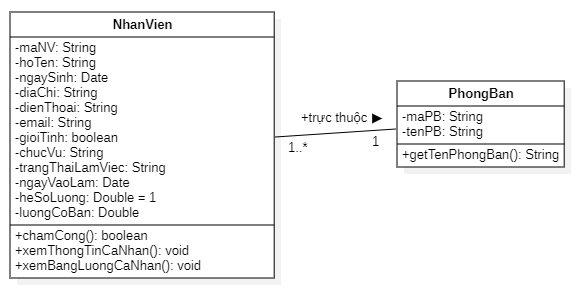 NhanVien
-maNV: String
-hoTen: String
-ngaySinh: Date
-diaChi: String
-dienThoai: String
-email: String
-gioiTinh: boolean
-chucVu: String
-trangThaiLamViec: String
-ngayVaoLam: Date
-heSoLuong: Double = 1
-luongCoBan: Double
+chamCong(): boolean
+xemThongTinCaNhan(): void
+xemBangLuongCaNhan(): void
+trực thuộc ▶
1..*
1
PhongBan
-maPB: String
-tenPB: String
+getTenPhongBan(): String